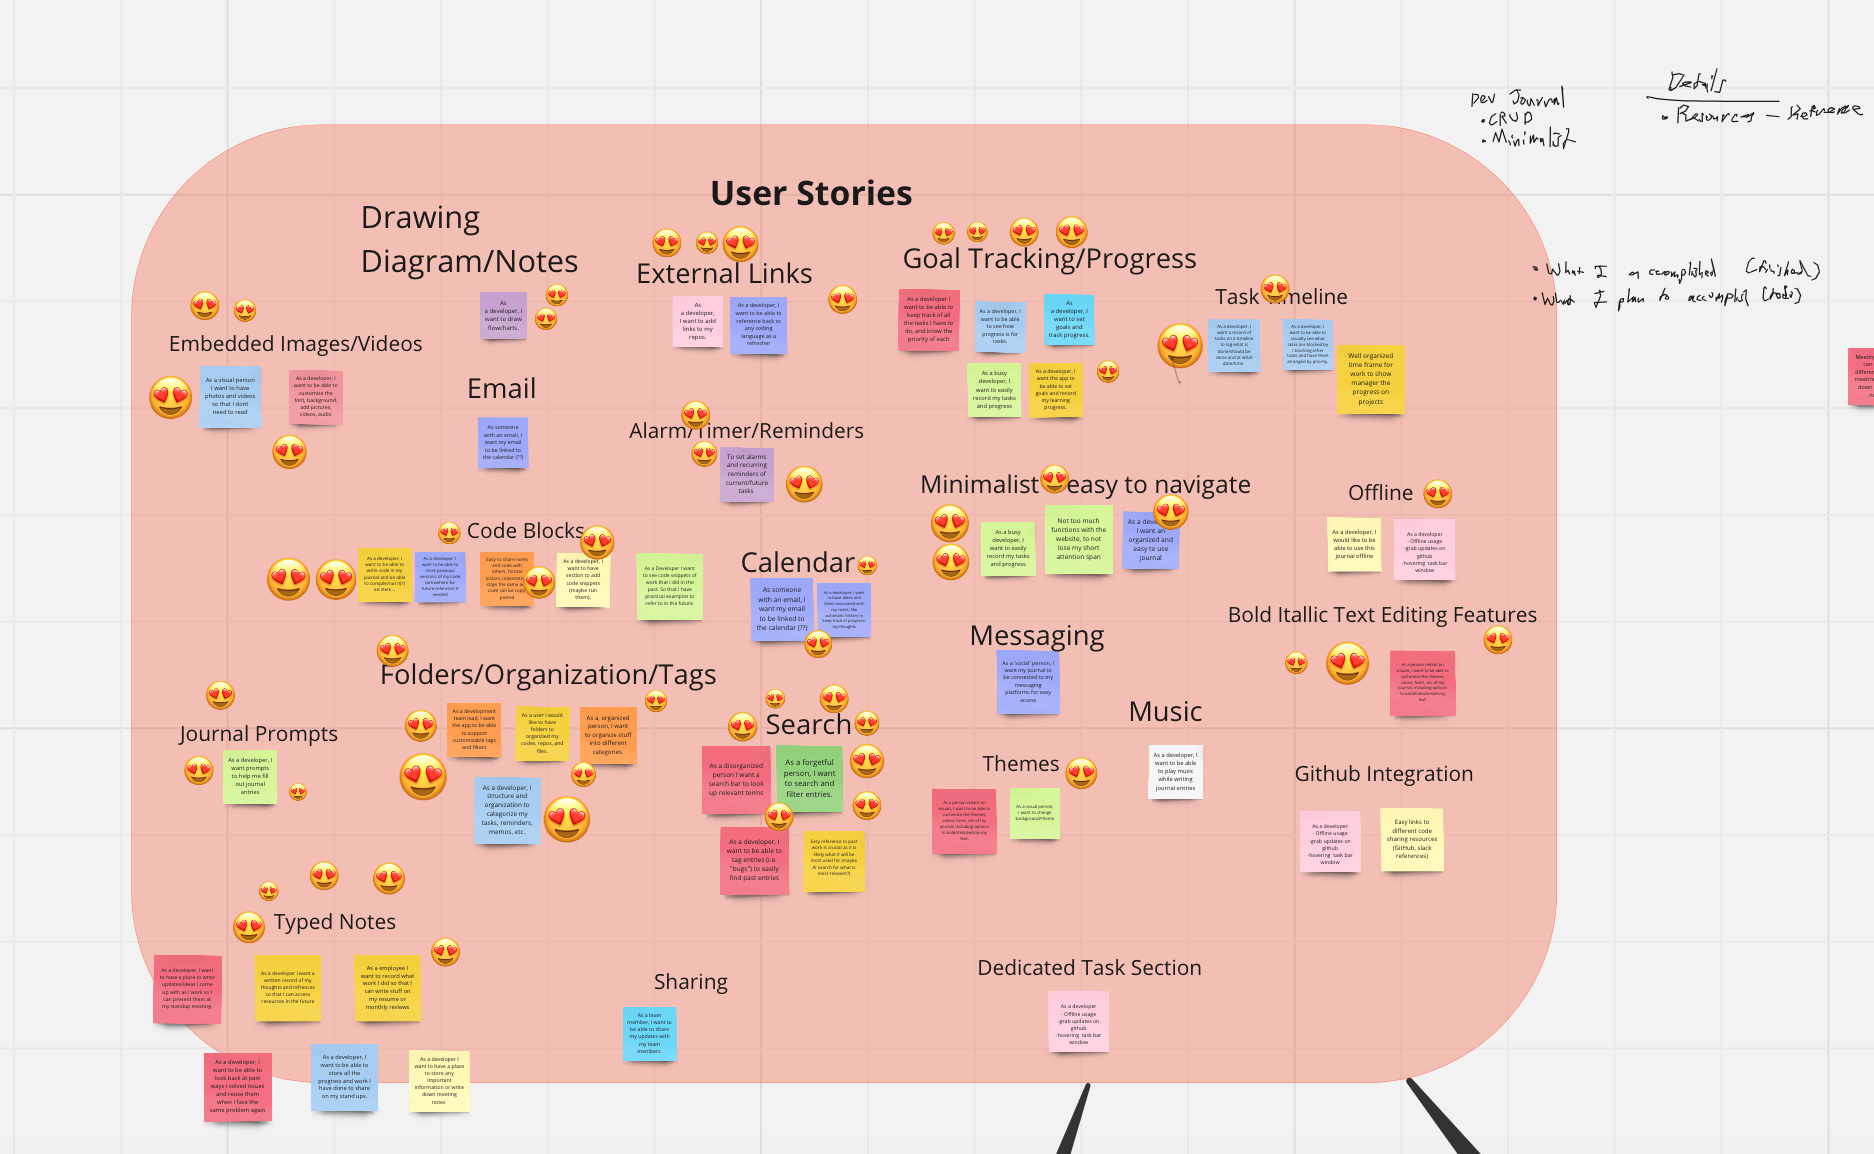 Dev Journal
• CRUD
• Minimalist
Details
• Resources — Reference
• What I accomplished (finished)
• What I plan to accomplish (todo)
User Stories
Drawing
Diagram/Notes
As
a developer, I
want to draw
flowcharts.
External Links
As
a developer,
I want to add
links to my
repos.
As a developer, I
want to be able to
reference back to
any coding
language as a
refresher
Goal Tracking/Progress
As a developer I
want to be able to
keep track of all
the tasks I have to
do, and know the
priority of each
As a developer, I
want to be able
to see how
progress is for
tasks.
As
a developer, I
want to set
goals and
track progress.
As a busy
developer, I
want to easily
record my tasks
and progress
As a developer, I
want the app to
be able to set
goals and record
my learning
progress.
Task Timeline
As a developer, I
want a record of
tasks on a timeline
to log what is
done/should be
done and at what
date/time.
As a developer, I
want to be able to
visually see what
tasks are blocked by
/ blocking other
tasks and have them
arranged by priority.
Well organized
time frame for
work to show
manager the
progress on
projects
Embedded Images/Videos
As a visual person
I want to have
photos and videos
so that I dont
need to read
As a developer, I
want to be able to
customize the
font, background,
add pictures,
videos, audio
Email
As someone
with an email, I
want my email
to be linked to
the calendar (??)
Alarm/Timer/Reminders
To set alarms
and recurring
reminders of
current/future
tasks
Minimalist easy to navigate
As a busy
developer, I
want to easily
record my tasks
and progress
Not too much
functions with the
website, to not
lose my short
attention span
As a developer,
I want an
organized and
easy to use
journal
Offline
As a developer, I
would like to be
able to use this
journal offline
As a developer
- Offline usage
-grab updates on
github
-hovering task bar
window
Code Blocks
As a developer, I
want to be able to
write code in my
journal and be able
to compile/run it(?)
ed stem...
As a developer, I
want to be able to
store previous
versions of my code
somewhere for
future reference if
needed
Easy to share notes
and code with
others, format
(colors, indentation)
stays the same as
code can be copy
pasted
As a developer, I
want to have
section to add
code snippets
(maybe run
them).
As a Developer I want
to see code snippets of
work that I did in the
past. So that I have
practical examples to
refer to in the future.
Calendar
As someone
with an email, I
want my email
to be linked to
the calendar (??)
As a developer, I want
to have dates and
times associated with
my notes, like
automatic history to
keep track of progress/
my thoughts
Bold Itallic Text Editing Features
As a person reliant on
visuals, I want to be able to
customize the themes,
colors, fonts, etc of my
journal including options
to bold/italicize/size my
text.
Messaging
As a 'social' person, I
want my journal to
be connected to my
messaging
platforms for easy
access
Folders/Organization/Tags
As a development
team lead, I want
the app to be able
to support
customizable tags
and filters
As a user I would
like to have
folders to
organzied my
codes, repos, and
files.
As a, organized
person, I want
to organize stuff
into different
categories.
As a developer, I
structure and
organization to
categorize my
tasks, reminders,
memos, etc.
Journal Prompts
As a developer, I
want prompts
to help me fill
out journal
entries
Search
As a disorganized
person I want a
search bar to look
up relevant terms
As a forgetful
person, I want
to search and
filter entries.
As a developer, I
want to be able to
tag entries (i.e.
"bugs") to easily
find past entries
Easy reference to past
work is crucial as it is
likely what it will be
most used for (maybe
AI search for what is
most relavent?)
Music
As a developer, I
want to be able
to play music
while writing
journal entries
Themes
As a person reliant on
visuals, I want to be able to
customize the themes,
colors, fonts, etc of my
journal including options
to bold/italicize/size my
text.
As a visual person,
I want to change
background/theme
Github Integration
As a developer
- Offline usage
-grab updates on
github
-hovering task bar
window
Easy links to
different code
sharing resources
(GitHub, slack
references)
Typed Notes
As a developer, I want
to have a place to write
updates/ideas I come
up with as I work so I
can present them at
my standup meeting.
As a developer I want a
written record of my
thoughts and refrences
so that I can access
resources in the future
As a employee I
want to record what
work I did so that I
can write stuff on
my resume or
monthly reviews
As a developer, I
want to be able to
look back at past
ways I solved issues
and reuse them
when I face the
same problem again
As a developer, I
want to be able to
store all the
progress and work I
have done to share
on my stand ups.
As a developer I
want to have a place
to store any
important
information or write
down meeting
notes
Sharing
As a team
member, I want to
be able to share
my updates with
my team
members.
Dedicated Task Section
As a developer
- Offline usage
-grab updates on
github
-hovering task bar
window